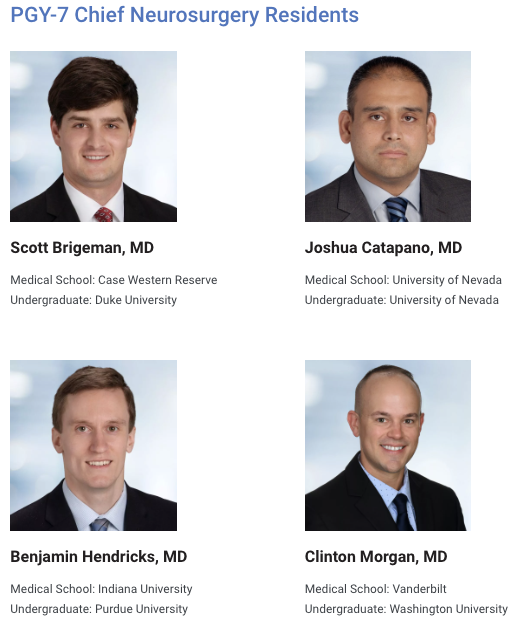 PGY-7 Chief Neurosurgery Residents
Scott Brigeman, MD
Medical School: Case Western Reserve
Undergraduate: Duke University
Joshua Catapano, MD
Medical School: University of Nevada
Undergraduate: University of Nevada
Benjamin Hendricks, MD
Medical School: Indiana University
Undergraduate: Purdue University
Clinton Morgan, MD
Medical School: Vanderbilt
Undergraduate: Washington University